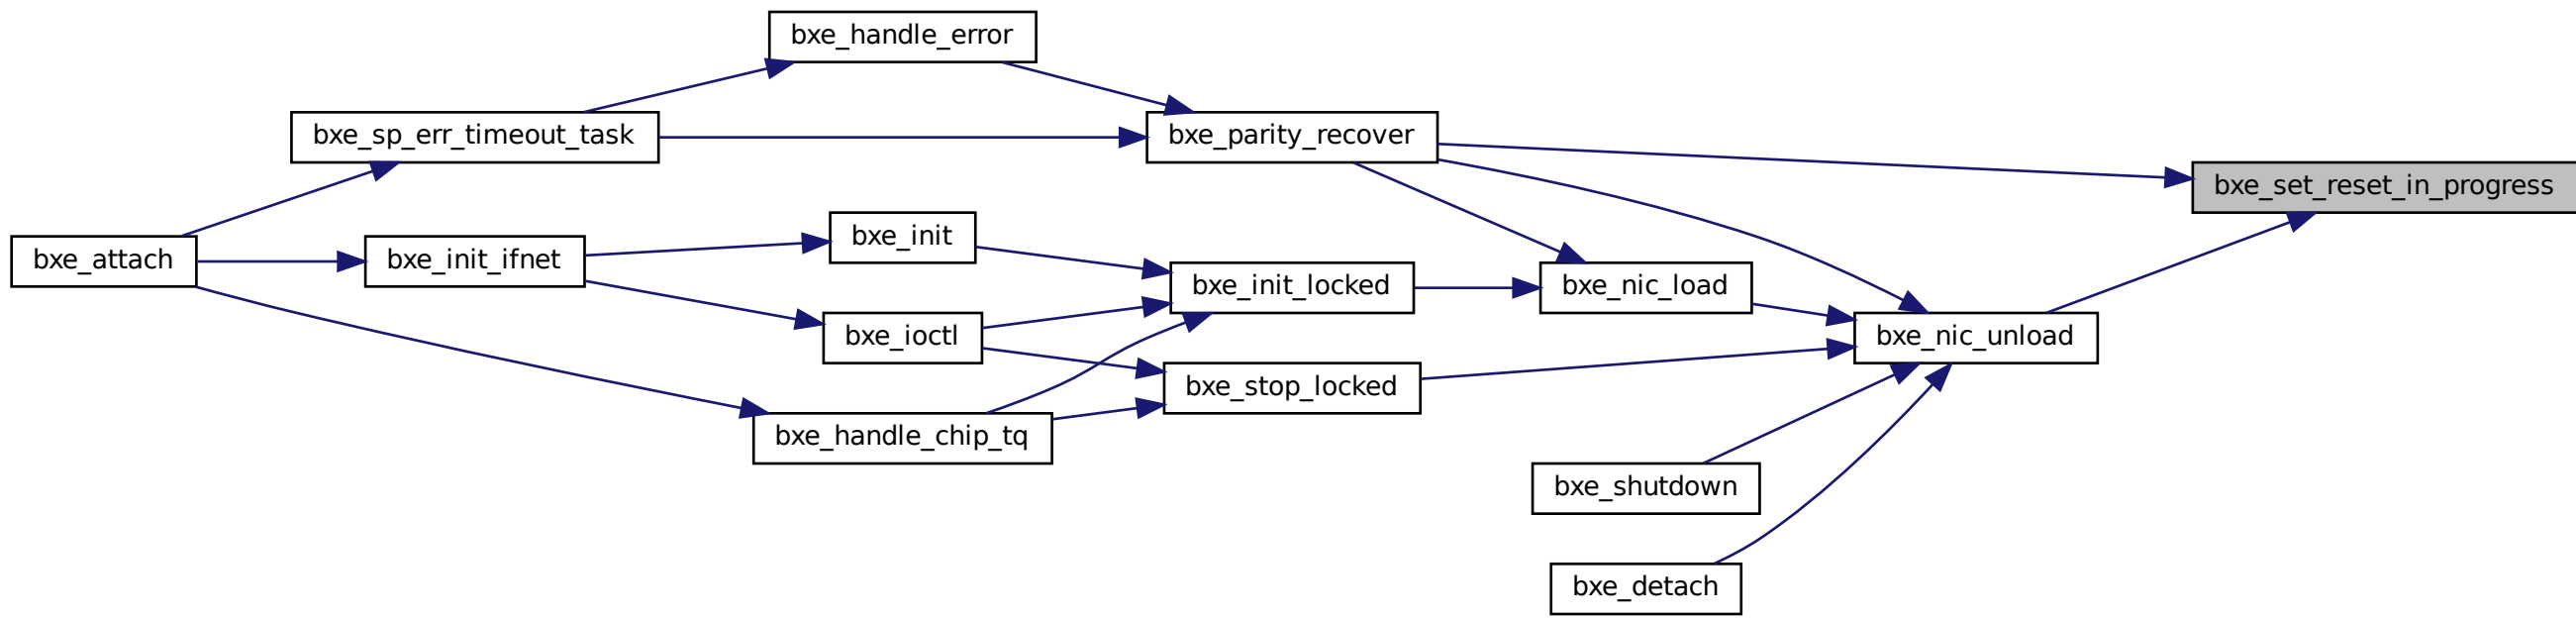 bxe_handle_error
bxe_sp_err_timeout_task
bxe_parity_recover
bxe_set_reset_in_progress
bxe_init
bxe_attach
bxe_init_ifnet
bxe_init_locked
bxe_nic_load
bxe_ioctl
bxe_nic_unload
bxe_stop_locked
bxe_handle_chip_tq
bxe_shutdown
bxe_detach